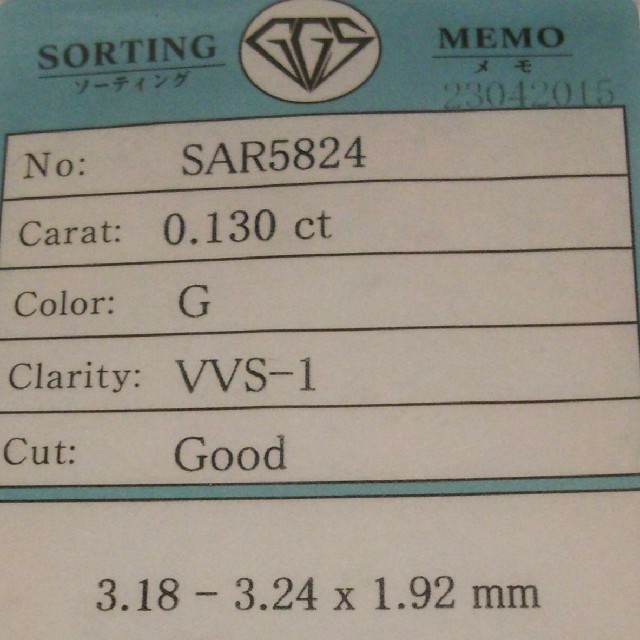 SORTING
ソーティング
GGS
MEMO
メモ
23042015
No: SAR5824
Carat: 0.130 ct
Color: G
Clarity: VVS-1
Cut: Good
3.18 - 3.24 x 1.92 mm